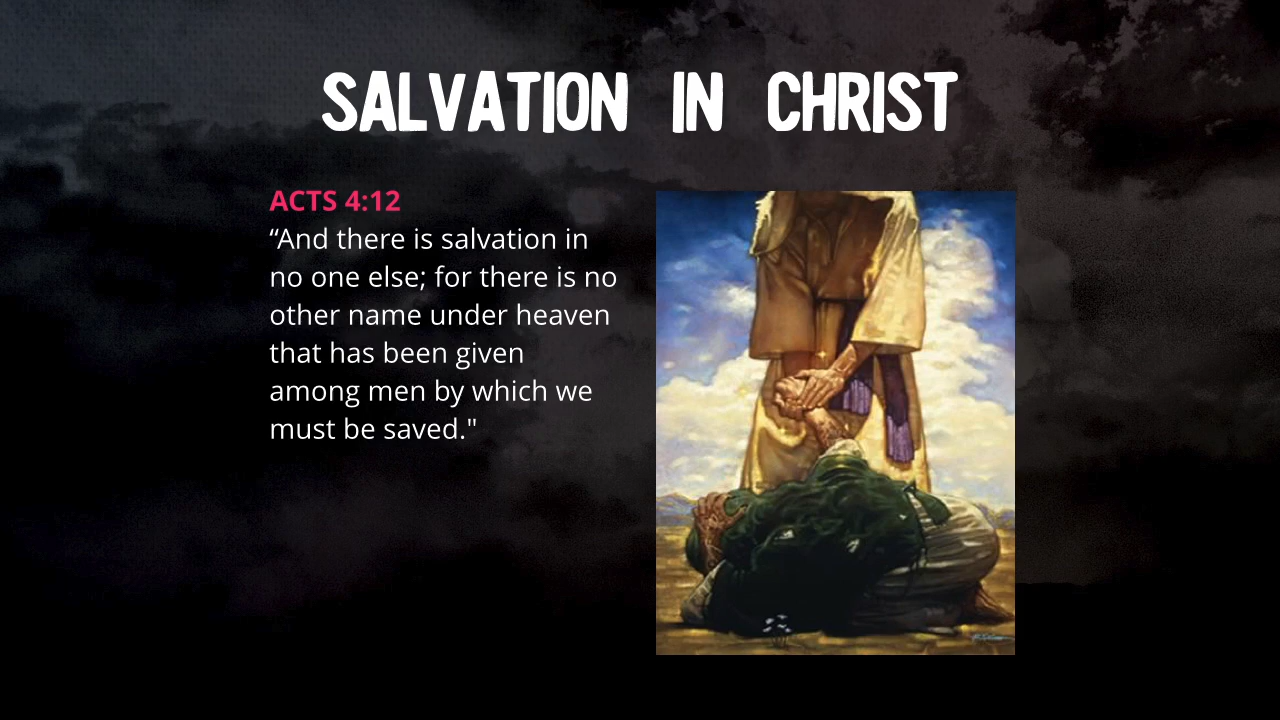 SALVATION IN CHRIST
ACTS 4:12
“And there is salvation in
no one else; for there is no
other name under heaven
that has been given
among men by which we
must be saved."